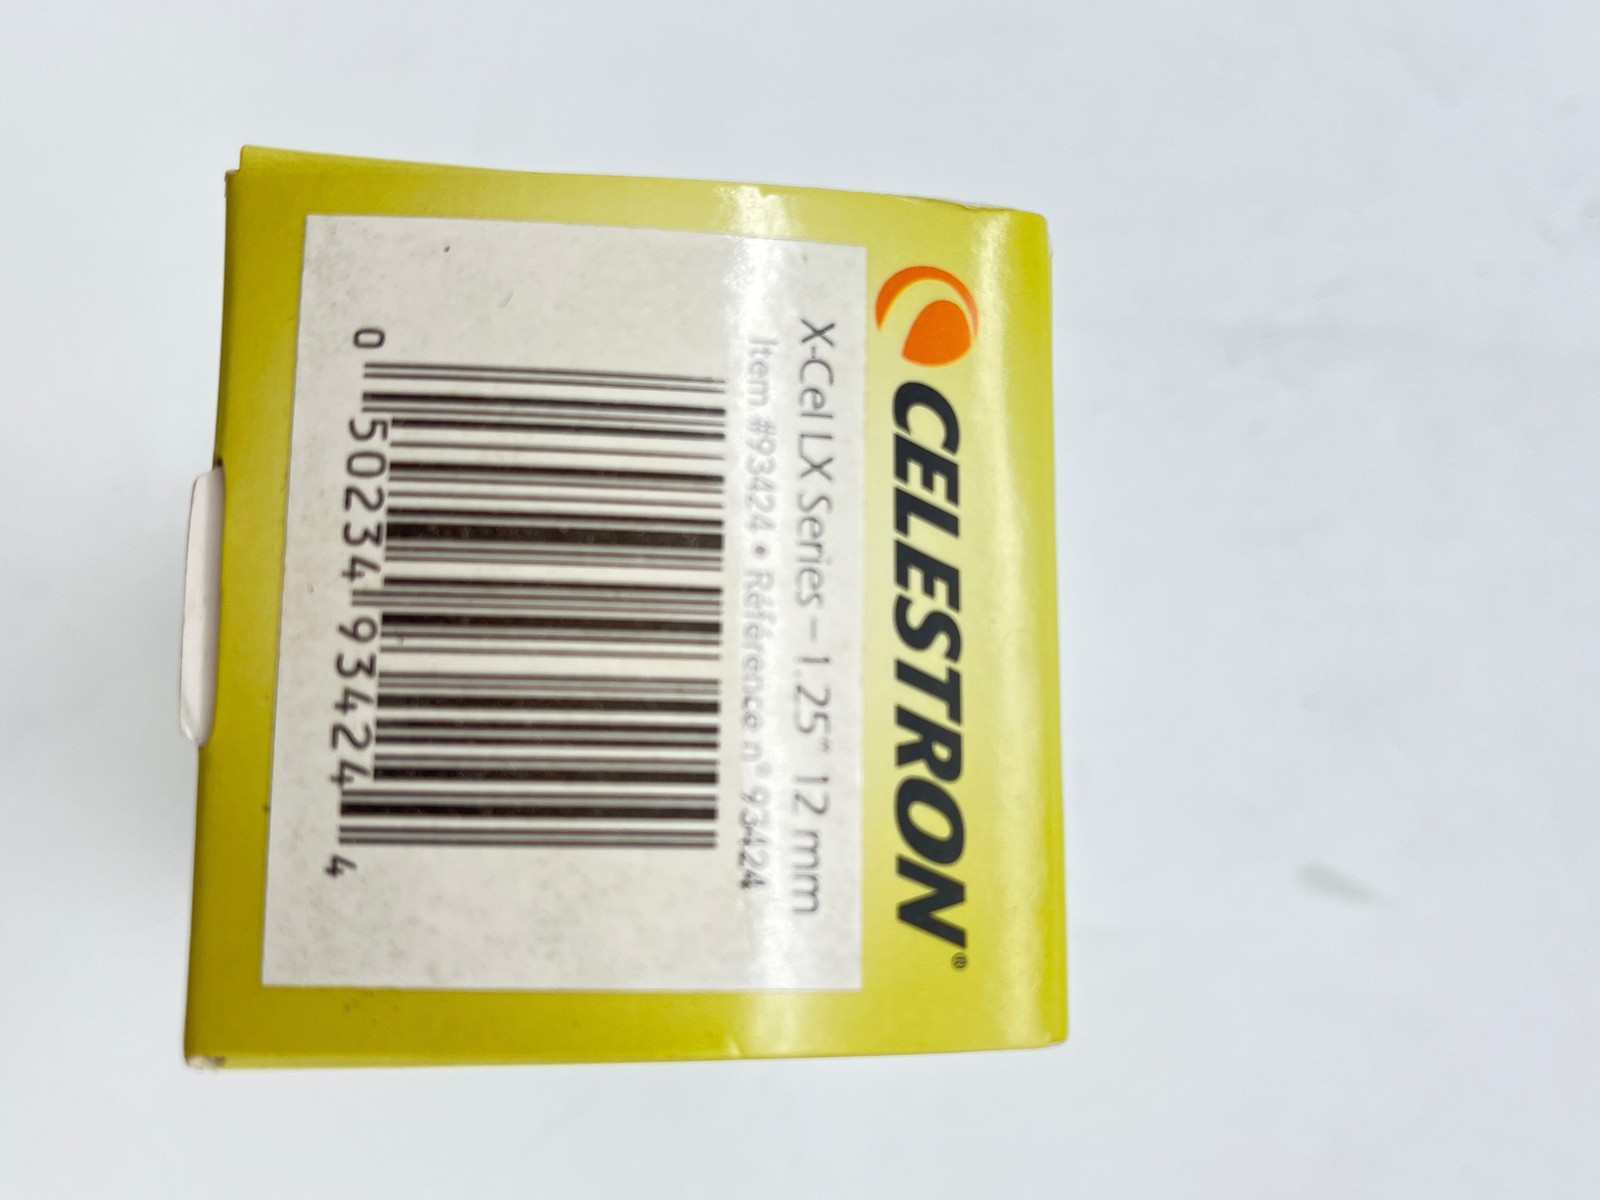 CELESTRON®
X-Cel LX Series – 1.25" 12 mm
Item #93424 • Référence n° 93424
0 50234 93424 4